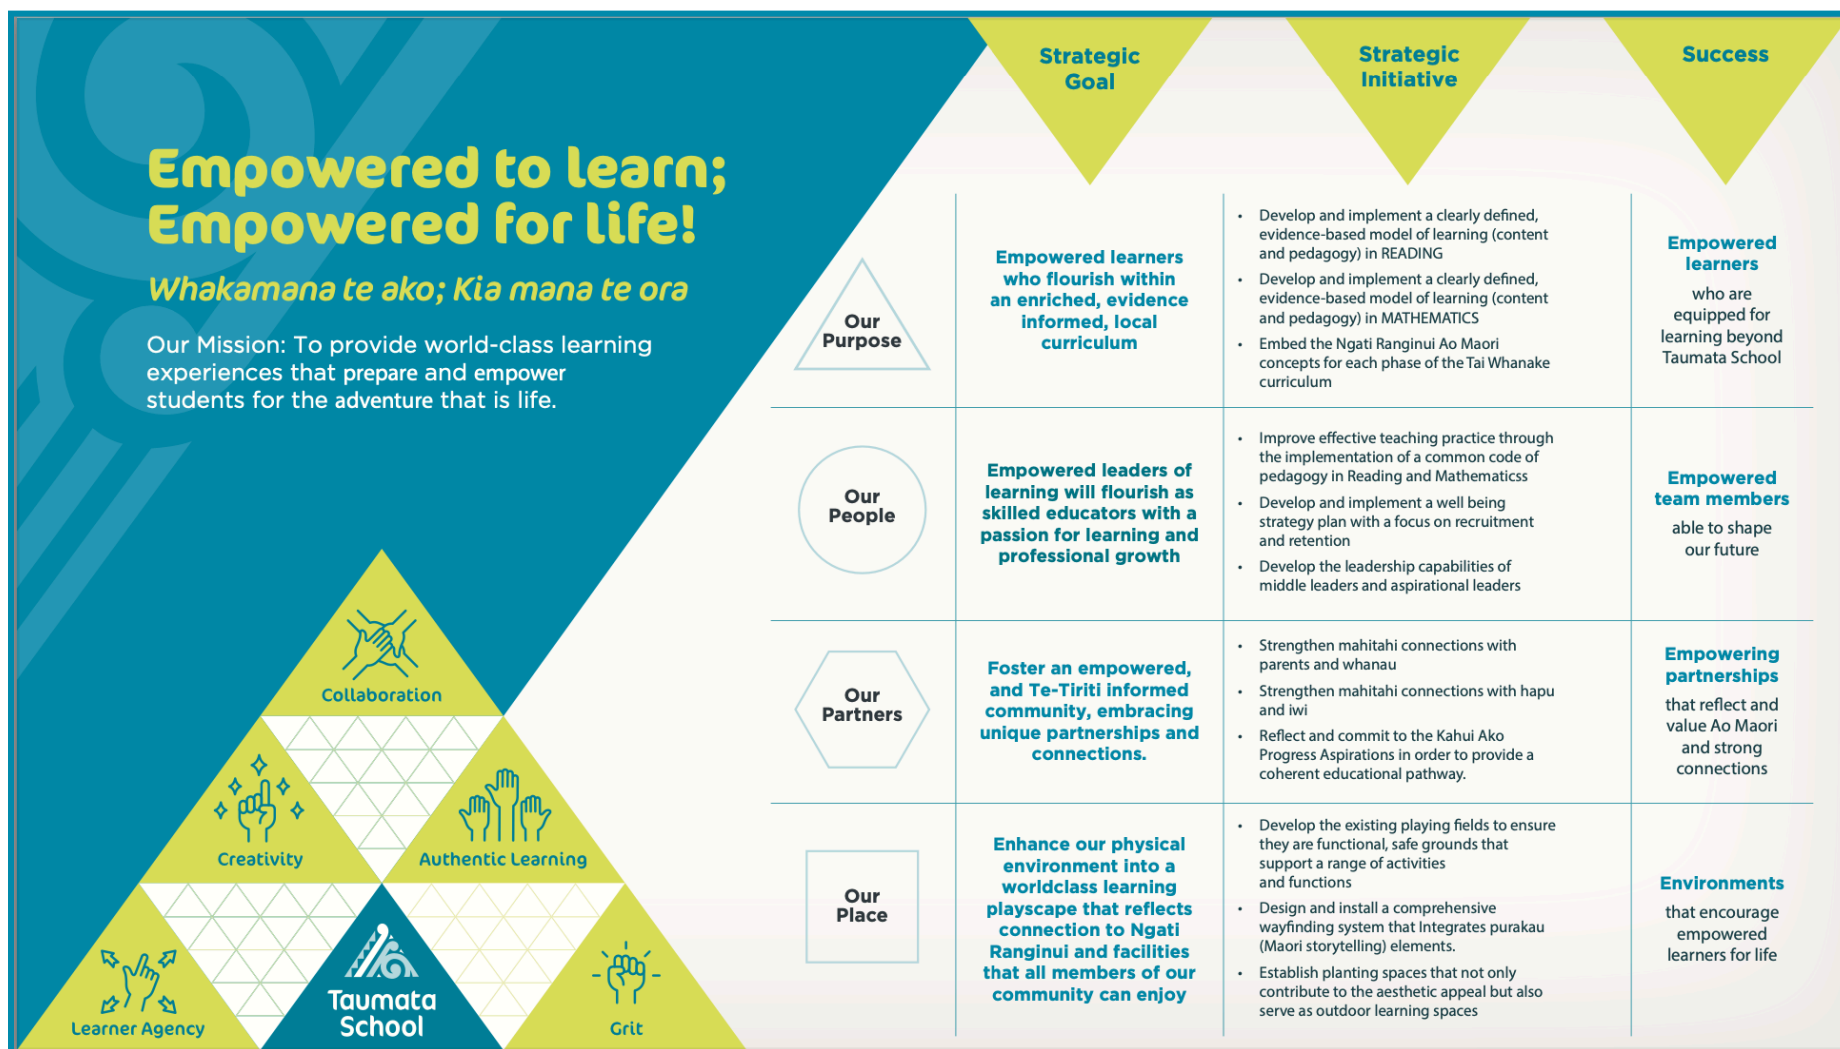 Empowered to learn;
Empowered for life!
Whakamana te ako; Kia mana te ora
Our Mission: To provide world-class learning
experiences that prepare and empower
students for the adventure that is life.
Collaboration
Creativity
Authentic Learning
Learner Agency
Taumata
School
Grit
Strategic
Goal
Strategic
Initiative
Success
Our
Purpose
Empowered learners
who flourish within
an enriched, evidence
informed, local
curriculum
• Develop and implement a clearly defined,
evidence-based model of learning (content
and pedagogy) in READING
• Develop and implement a clearly defined,
evidence-based model of learning (content
and pedagogy) in MATHEMATICS
• Embed the Ngati Ranginui Ao Maori
concepts for each phase of the Tai Whanake
curriculum
Empowered
learners
who are
equipped for
learning beyond
Taumata School
Our
People
Empowered leaders of
learning will flourish as
skilled educators with a
passion for learning and
professional growth
• Improve effective teaching practice through
the implementation of a common code of
pedagogy in Reading and Mathematicss
• Develop and implement a well being
strategy plan with a focus on recruitment
and retention
• Develop the leadership capabilities of
middle leaders and aspirational leaders
Empowered
team members
able to shape
our future
Our
Partners
Foster an empowered,
and Te-Tiriti informed
community, embracing
unique partnerships and
connections.
• Strengthen mahitahi connections with
parents and whanau
• Strengthen mahitahi connections with hapu
and iwi
• Reflect and commit to the Kahui Ako
Progress Aspirations in order to provide a
coherent educational pathway.
Empowering
partnerships
that reflect and
value Ao Maori
and strong
connections
Our
Place
Enhance our physical
environment into a
worldclass learning
playscape that reflects
connection to Ngati
Ranginui and facilities
that all members of our
community can enjoy
• Develop the existing playing fields to ensure
they are functional, safe grounds that
support a range of activities
and functions
• Design and install a comprehensive
wayfinding system that Integrates purakau
(Maori storytelling) elements.
• Establish planting spaces that not only
contribute to the aesthetic appeal but also
serve as outdoor learning spaces
Environments
that encourage
empowered
learners for life